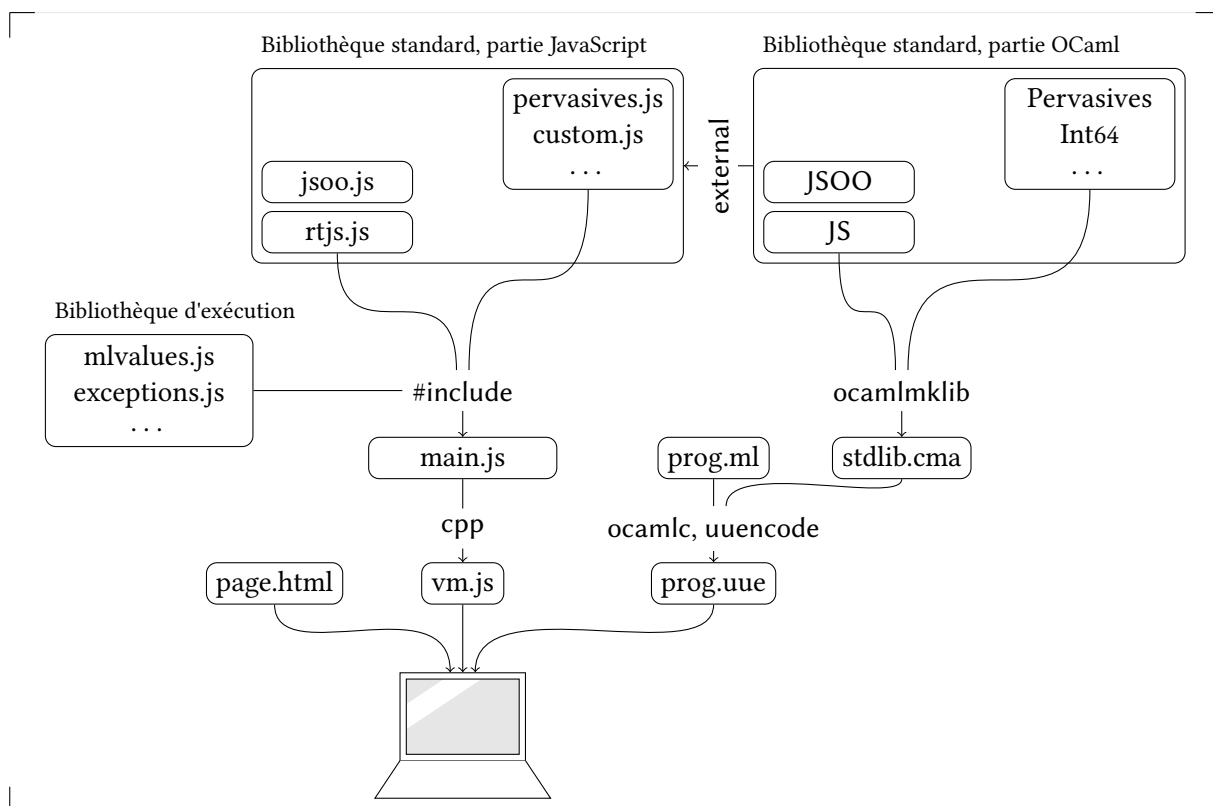 Bibliothèque standard, partie JavaScript
Bibliothèque standard, partie OCaml
pervasives.js
custom.js
. . .
jsoo.js
rtjs.js
external
Pervasives
Int64
. . .
JSOO
JS
Bibliothèque d'exécution
mlvalues.js
exceptions.js
. . .
#include
ocamlmklib
main.js
prog.ml
stdlib.cma
cpp
ocamlc, uuencode
page.html
vm.js
prog.uue